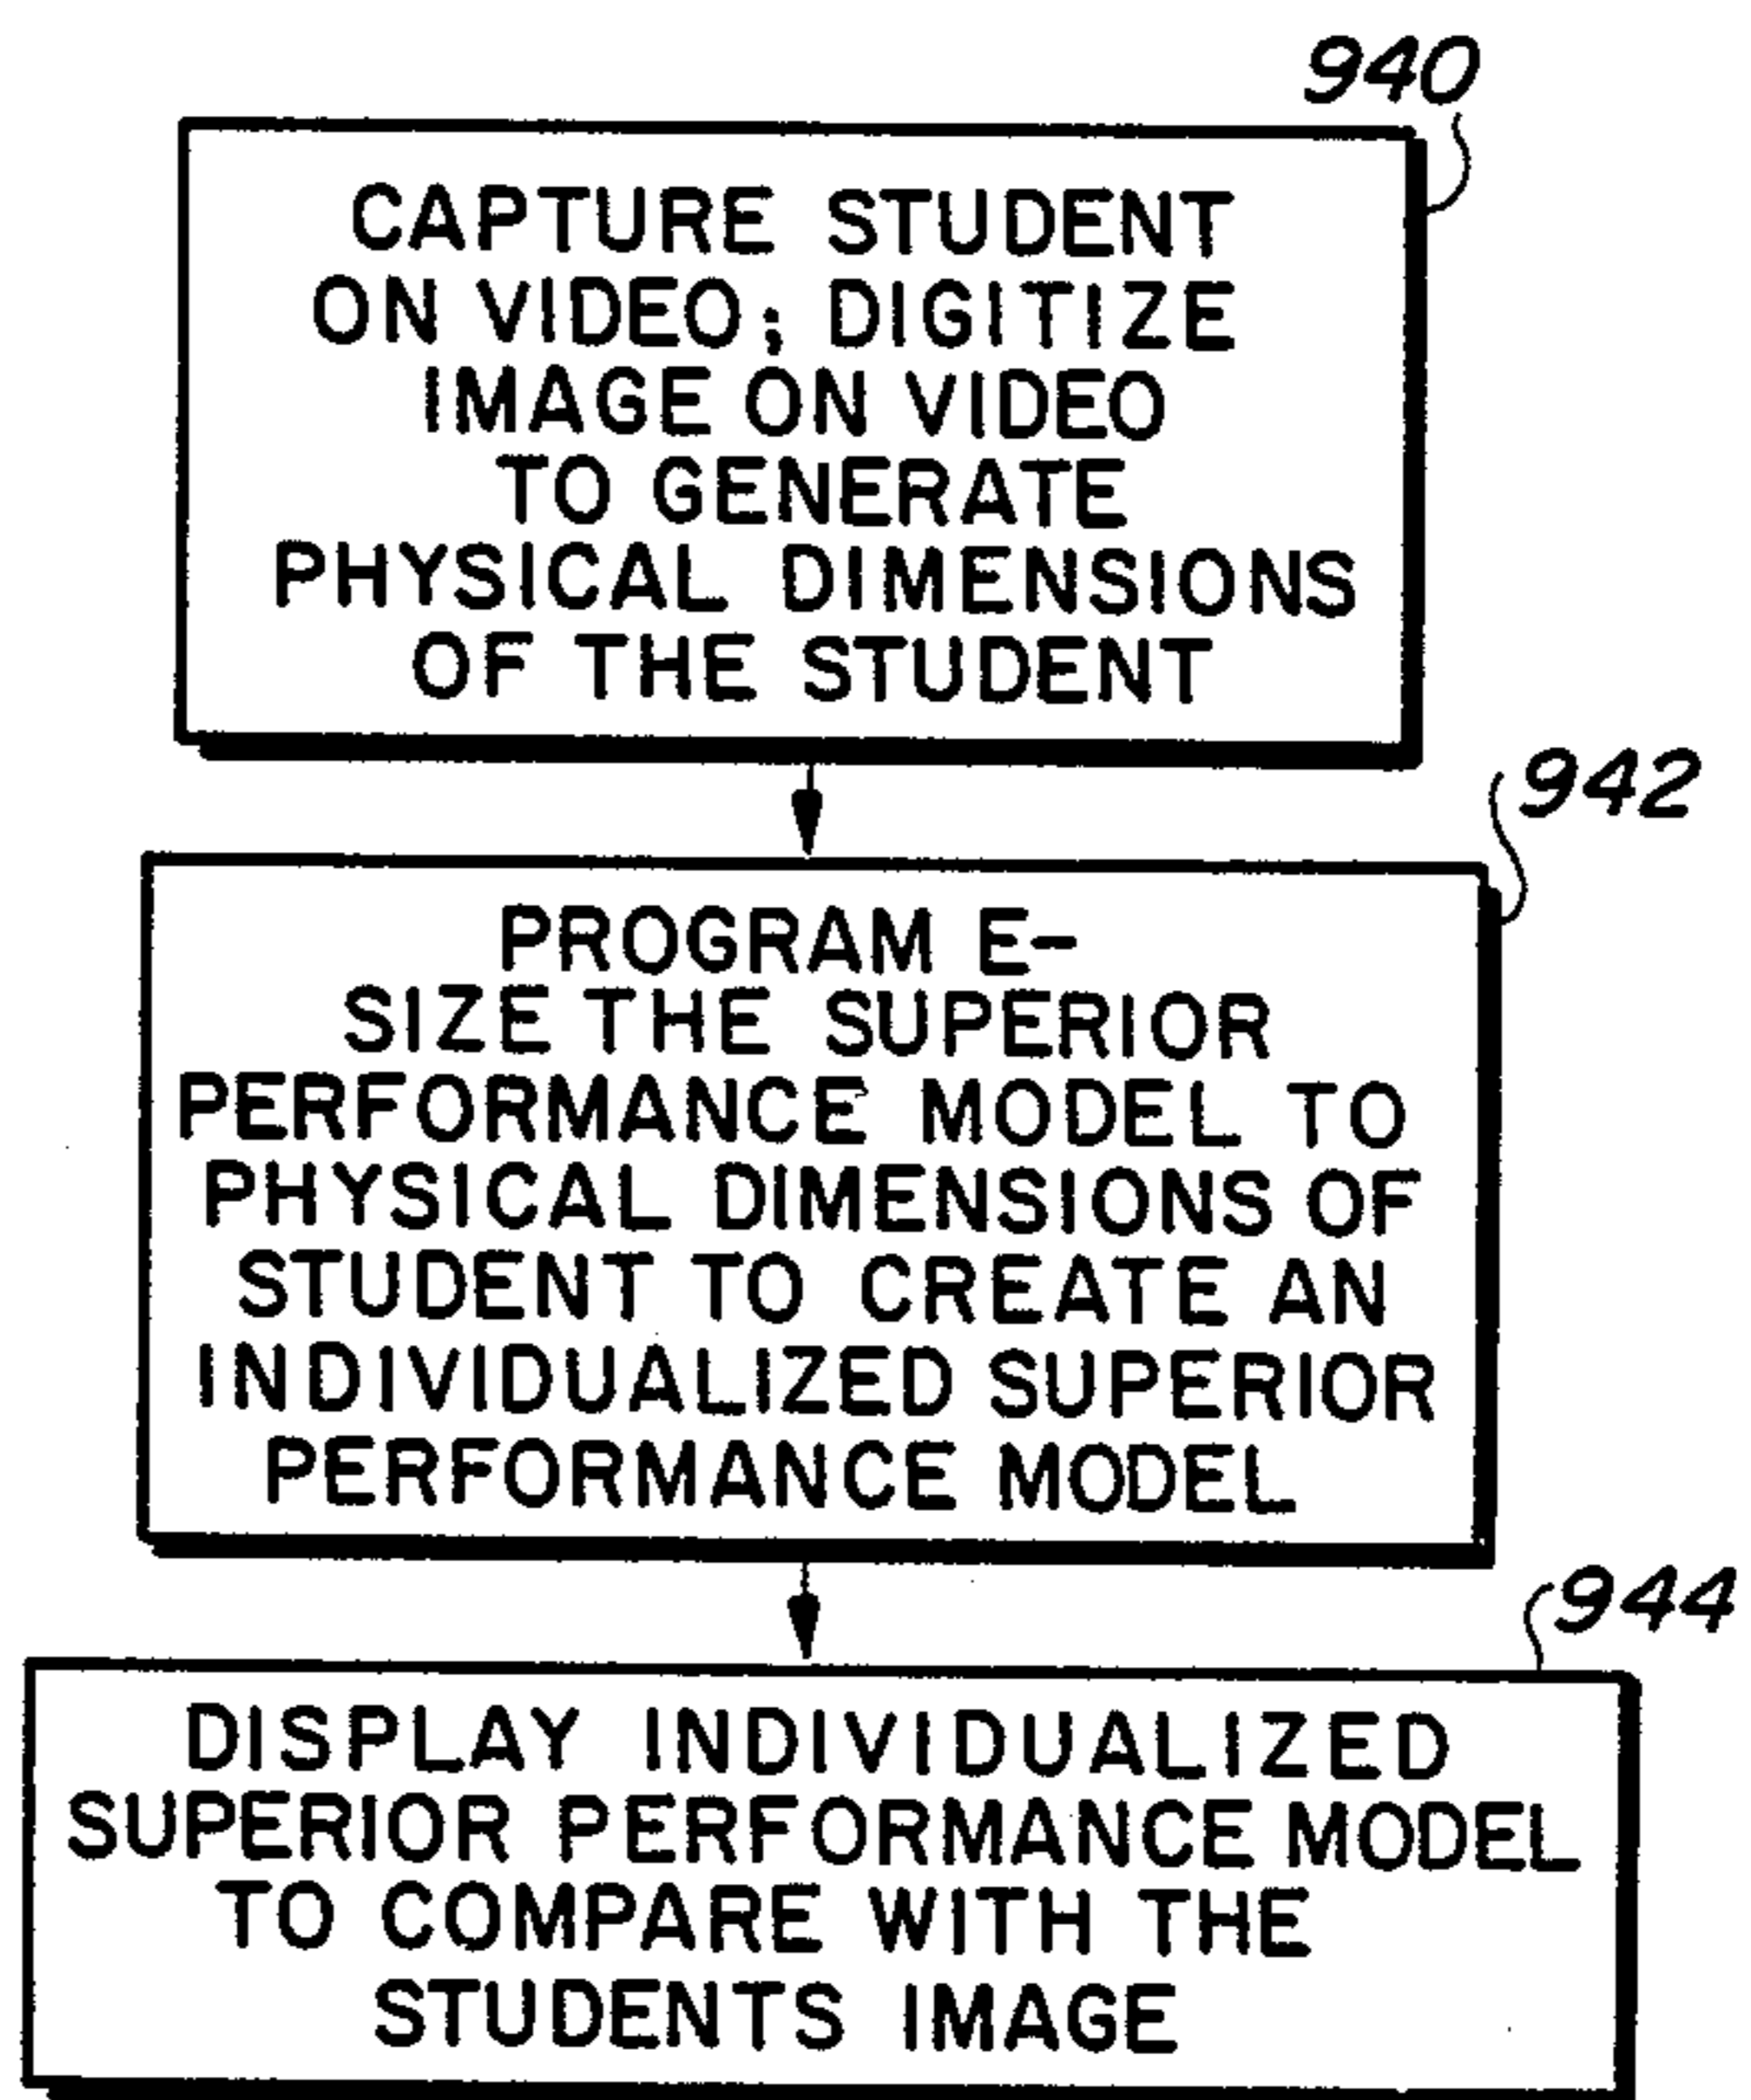 940
CAPTURE STUDENT
ON VIDEO; DIGITIZE
IMAGE ON VIDEO
TO GENERATE
PHYSICAL DIMENSIONS
OF THE STUDENT
942
PROGRAM E-
SIZE THE SUPERIOR
PERFORMANCE MODEL TO
PHYSICAL DIMENSIONS OF
STUDENT TO CREATE AN
INDIVIDUALIZED SUPERIOR
PERFORMANCE MODEL
944
DISPLAY INDIVIDUALIZED
SUPERIOR PERFORMANCE MODEL
TO COMPARE WITH THE
STUDENTS IMAGE